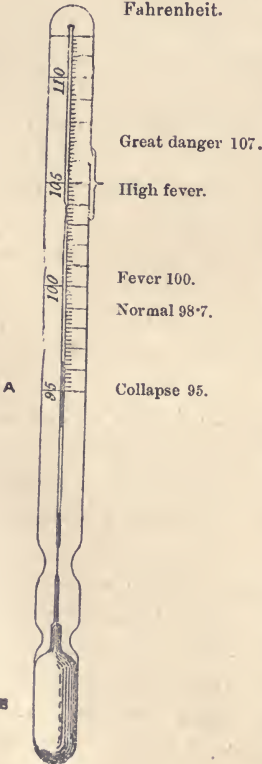 Fahrenheit.
110
Great danger 107.
105
High fever.
100
Fever 100.
Normal 98·7.
A
95
Collapse 95.
B